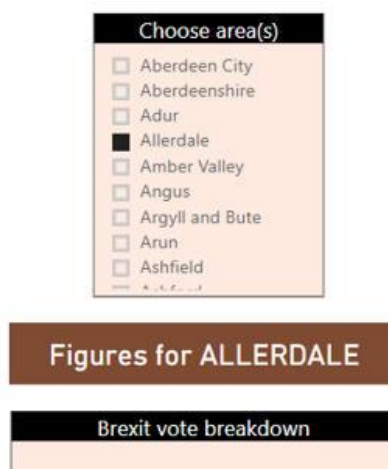 Choose area(s)
Aberdeen City
Aberdeenshire
Adur
Allerdale
Amber Valley
Angus
Argyll and Bute
Arun
Ashfield
Figures for ALLERDALE
Brexit vote breakdown